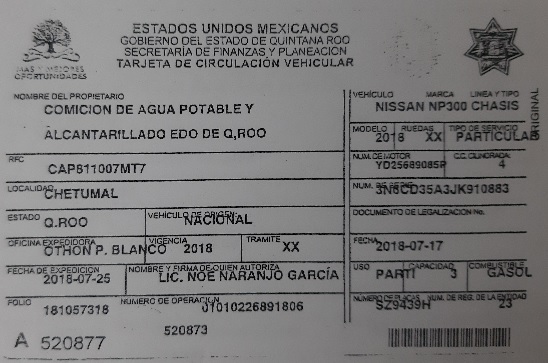 ESTADOS UNIDOS MEXICANOS
GOBIERNO DEL ESTADO DE QUINTANA ROO
SECRETARÍA DE FINANZAS Y PLANEACION
TARJETA DE CIRCULACIÓN VEHICULAR
MAS Y MEJORES
OPORTUNIDADES
NOMBRE DEL PROPIETARIO
COMICION DE AGUA POTABLE Y
ALCANTARILLADO EDO DE Q,ROO
VEHÍCULO MARCA LINEA Y TIPO
NISSAN NP300 CHASIS
MODELO RUEDAS TIPO DE SERVICIO
2018 XX PARTICULAR
ORIGINAL
RFC
CAP811007MT7
NUM. DE MOTOR
YD25689085P 4
LOCALIDAD
CHETUMAL
NUM. DE
3N6CD35A3JK910883
ESTADO
Q.ROO
VEHÍCULO DE ORIGEN:
NACIONAL
DOCUMENTO DE LEGALIZACION No.
OFICINA EXPEDIDORA
OTHON P. BLANCO
VIGENCIA
2018
TRAMITE
XX
FECHA
2018-07-17
FECHA DE EXPEDICION
2018-07-25
NOMBRE Y FIRMA DE QUIEN AUTORIZA
LIC. NOE NARANJO GARCÍA
USO CAPACIDAD COMBUSTIBLE
PARTI 3 GASOL
FOLIO
181057318
NUMERO DE OPERACION
01010226891806
NUMERO DE PLACAS NUM. DE REG. DE LA ENTIDAD
SZ9439H 23
A 520877
520873